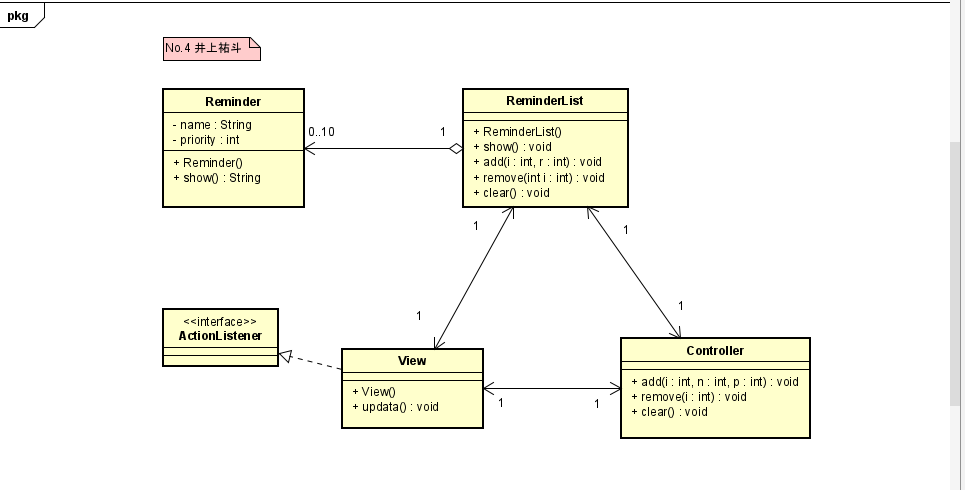 pkg
No.4 井上祐斗
Reminder
- name : String
- priority : int
+ Reminder()
+ show() : String
0..10
1
ReminderList
+ ReminderList()
+ show() : void
+ add(i : int, r : int) : void
+ remove(int i : int) : void
+ clear() : void
1
1
1
1
<<interface>>
ActionListener
View
+ View()
+ updata() : void
1
1
Controller
+ add(i : int, n : int, p : int) : void
+ remove(i : int) : void
+ clear() : void